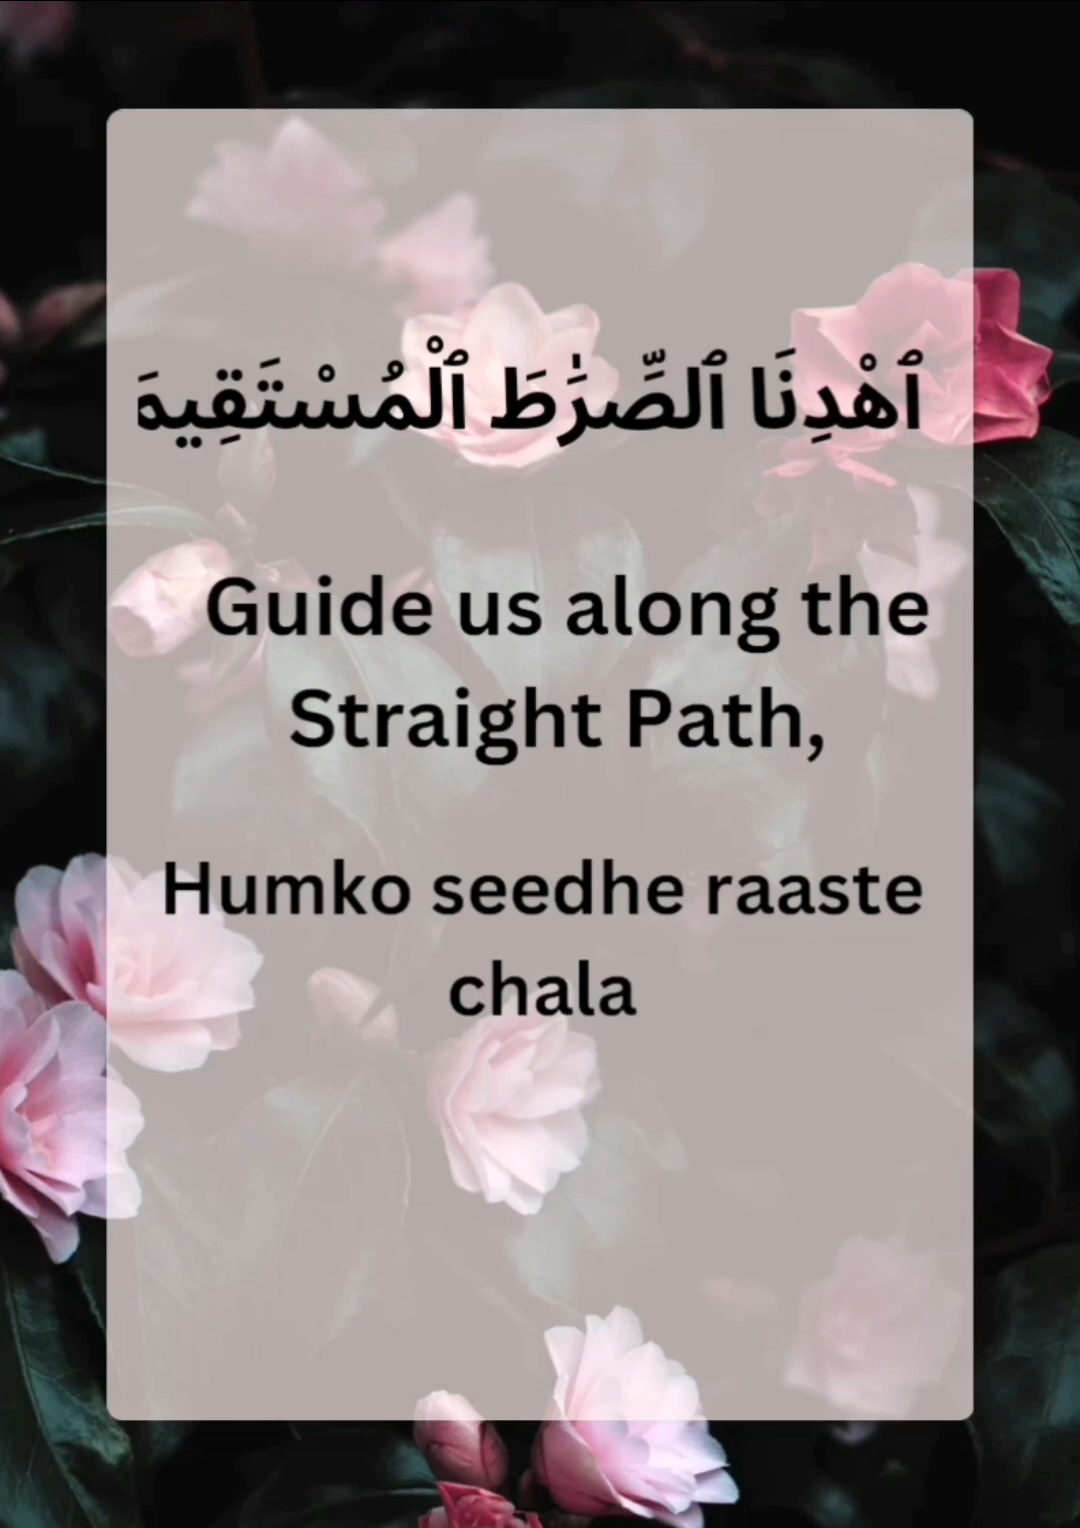 ٱهْدِنَا ٱلصِّرَٰطَ ٱلْمُسْتَقِيمَ
Guide us along the
Straight Path,
Humko seedhe raaste
chala